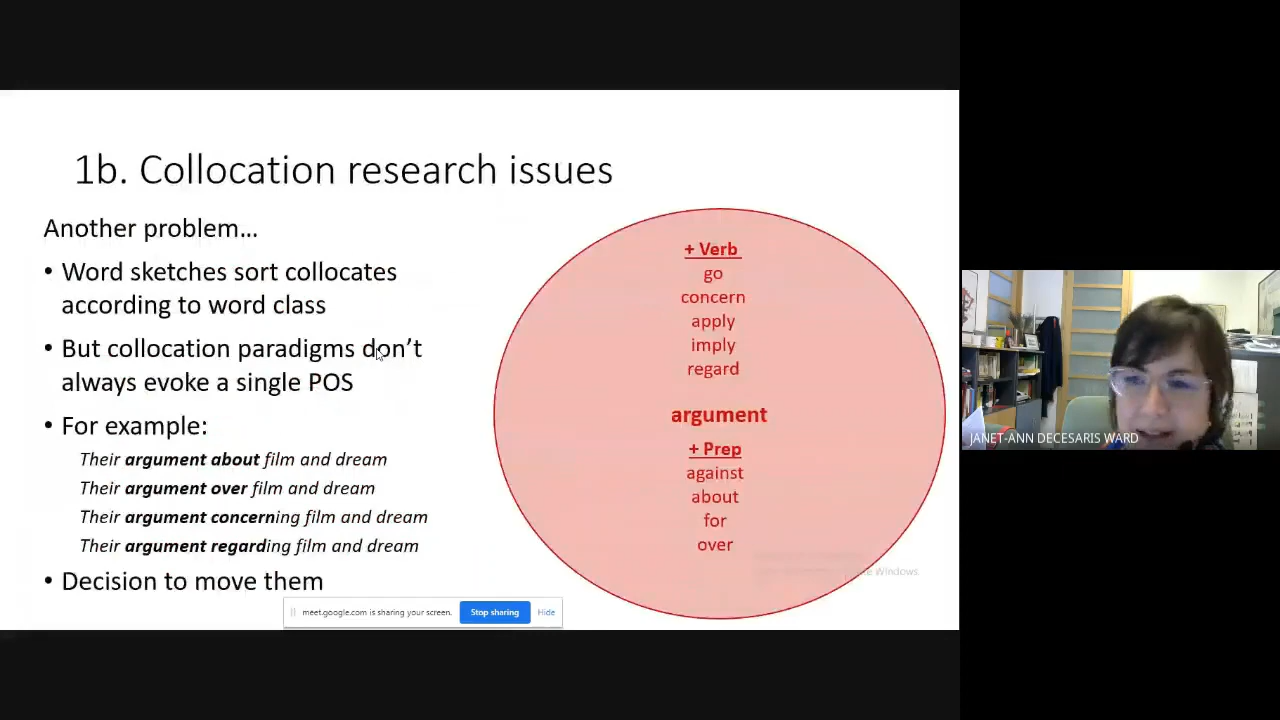 1b. Collocation research issues
Another problem…
• Word sketches sort collocates
according to word class
• But collocation paradigms don’t
always evoke a single POS
• For example:
Their argument about film and dream
Their argument over film and dream
Their argument concerning film and dream
Their argument regarding film and dream
• Decision to move them
+ Verb
go
concern
apply
imply
regard
argument
+ Prep
against
about
for
over
Windows.
meet.google.com is sharing your screen.
Stop sharing
Hide
JANET-ANN DECESARIS WARD